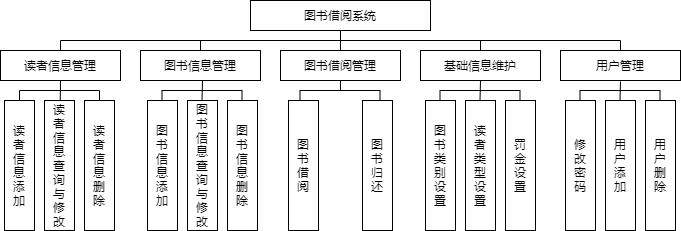 图书借阅系统
读者信息管理
图书信息管理
图书借阅管理
基础信息维护
用户管理
读者信息添加
读者信息查询与修改
读者信息删除
图书信息添加
图书信息查询与修改
图书信息删除
图书借阅
图书归还
图书类别设置
读者类型设置
罚金设置
修改密码
用户添加
用户删除